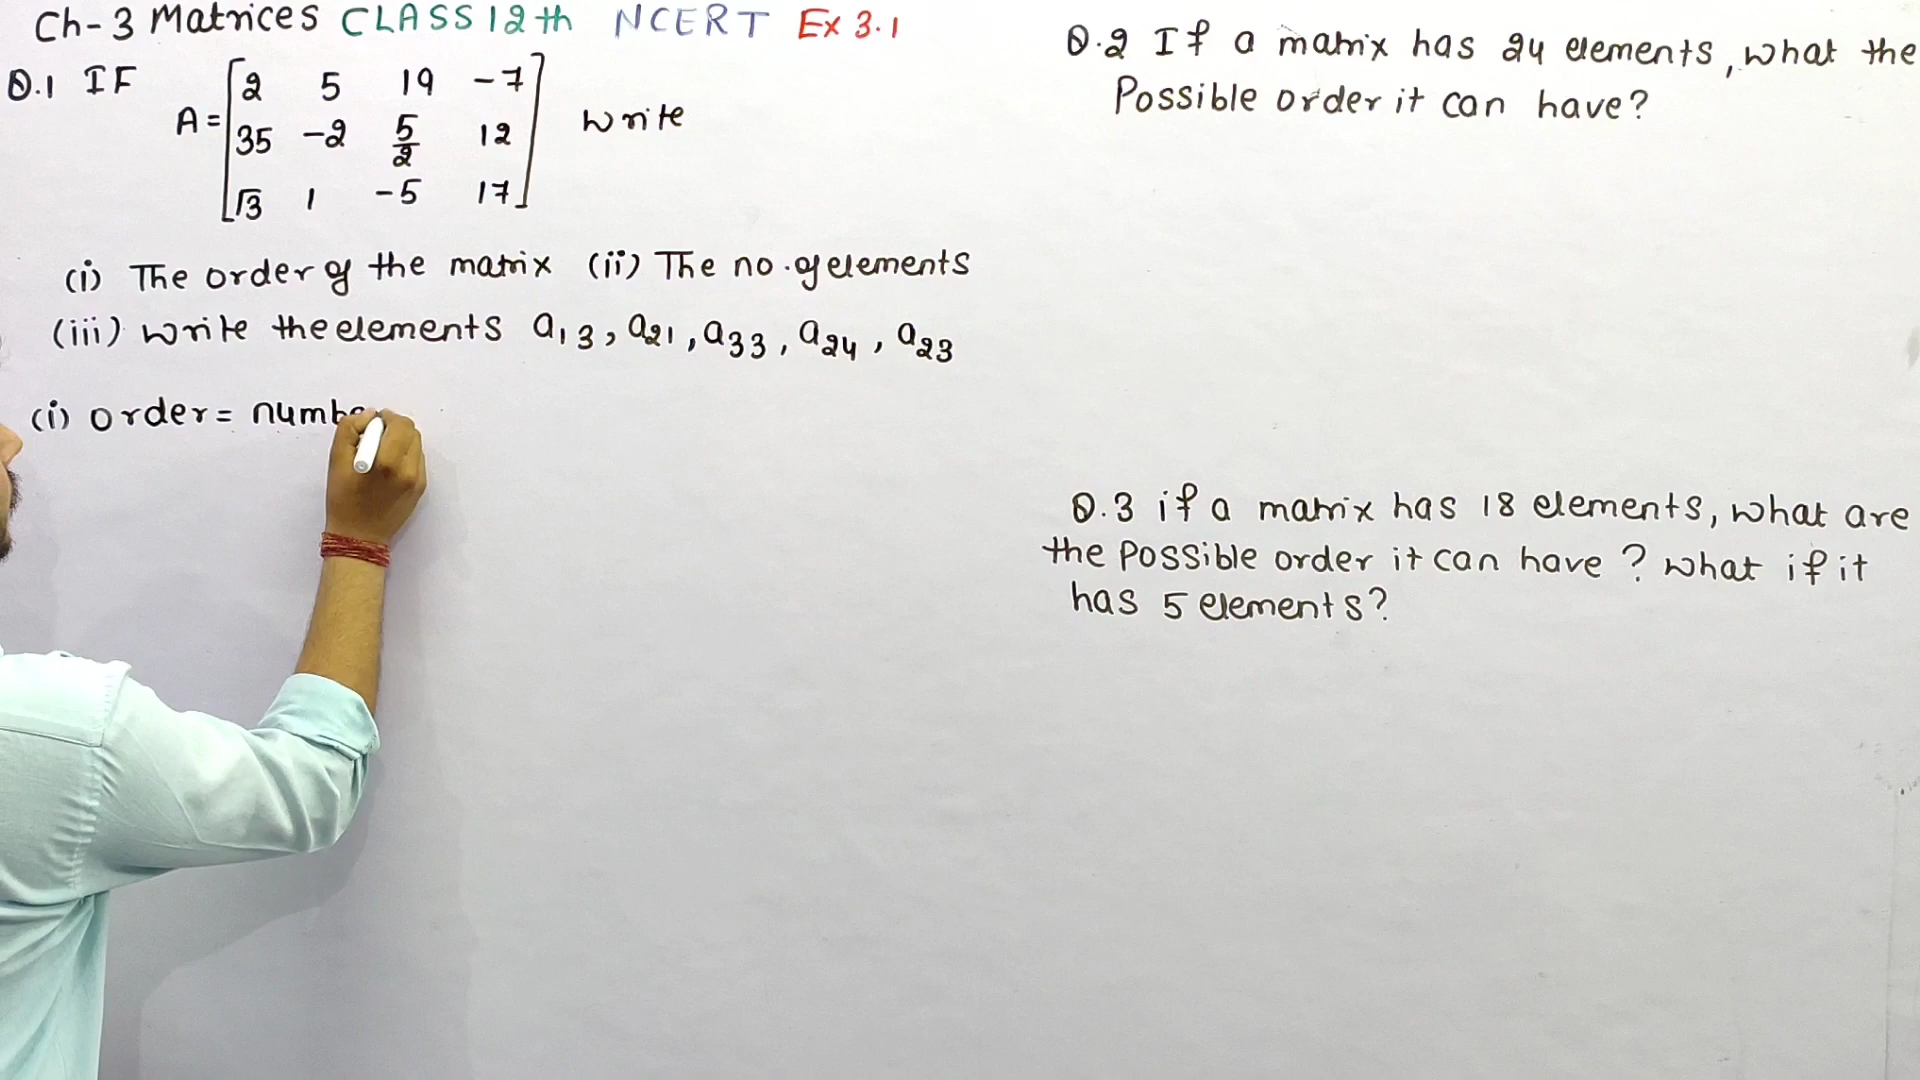 Ch-3 Matrices CLASS 12th NCERT Ex 3.1
Q.1 IF
A = [2 5 19 -7
35 -2 5/2 12
√3 1 -5 17] write
(i) The order of the matrix (ii) The no. of elements
(iii) write the elements a₁₃, a₂₁, a₃₃, a₂₄, a₂₃
(i) order = numbe
Q.2 If a matrix has 24 elements, what the
Possible order it can have?
Q.3 if a matrix has 18 elements, what are
the possible order it can have? what if it
has 5 elements?